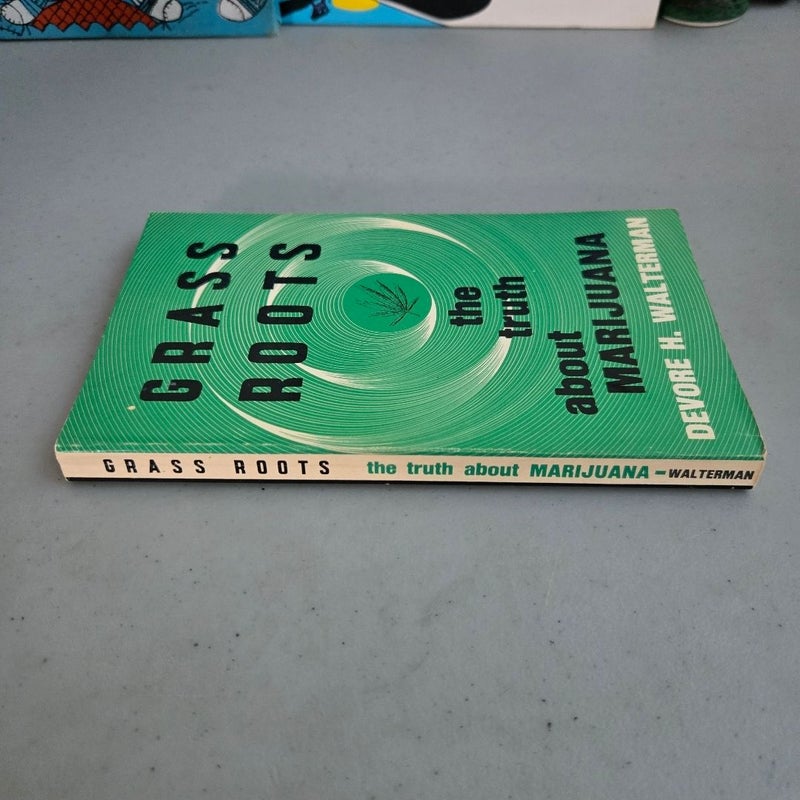 GRASS
ROOTS
the
truth
about
MARIJUANA
DEVORE H. WALTERMAN
GRASS ROOTS the truth about MARIJUANA - WALTERMAN